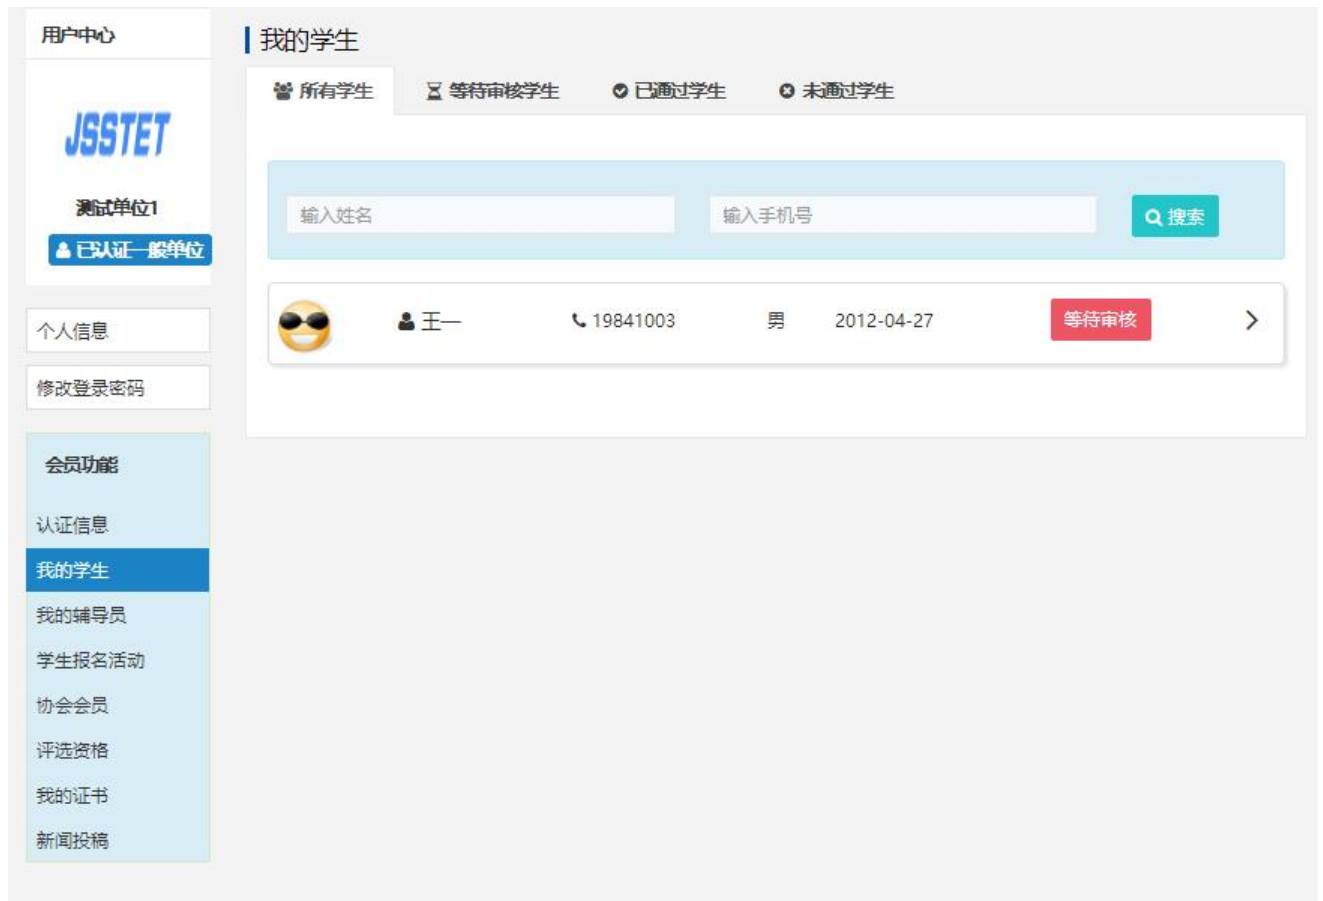 用户中心
JSSTET
测试单位1
已认证一般单位
个人信息
修改登录密码
会员功能
认证信息
我的学生
我的辅导员
学生报名活动
协会会员
评选资格
我的证书
新闻投稿
我的学生
所有学生 等待审核学生 已通过学生 未通过学生
输入姓名 输入手机号 搜索
王一 19841003 男 2012-04-27 等待审核